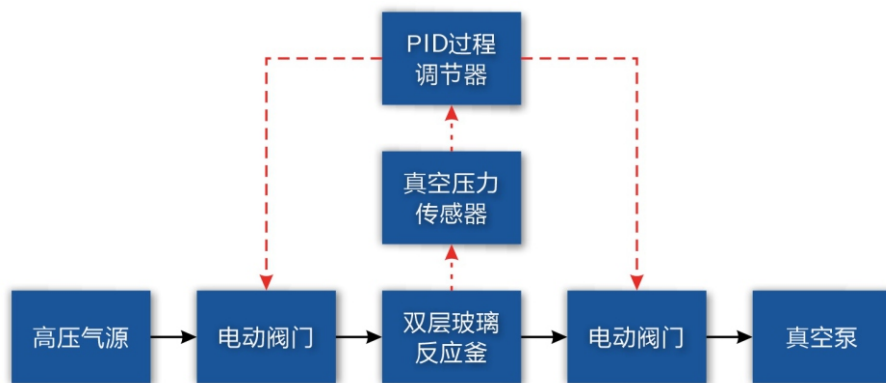 PID过程
调节器
真空压力
传感器
高压气源
电动阀门
双层玻璃
反应釜
电动阀门
真空泵